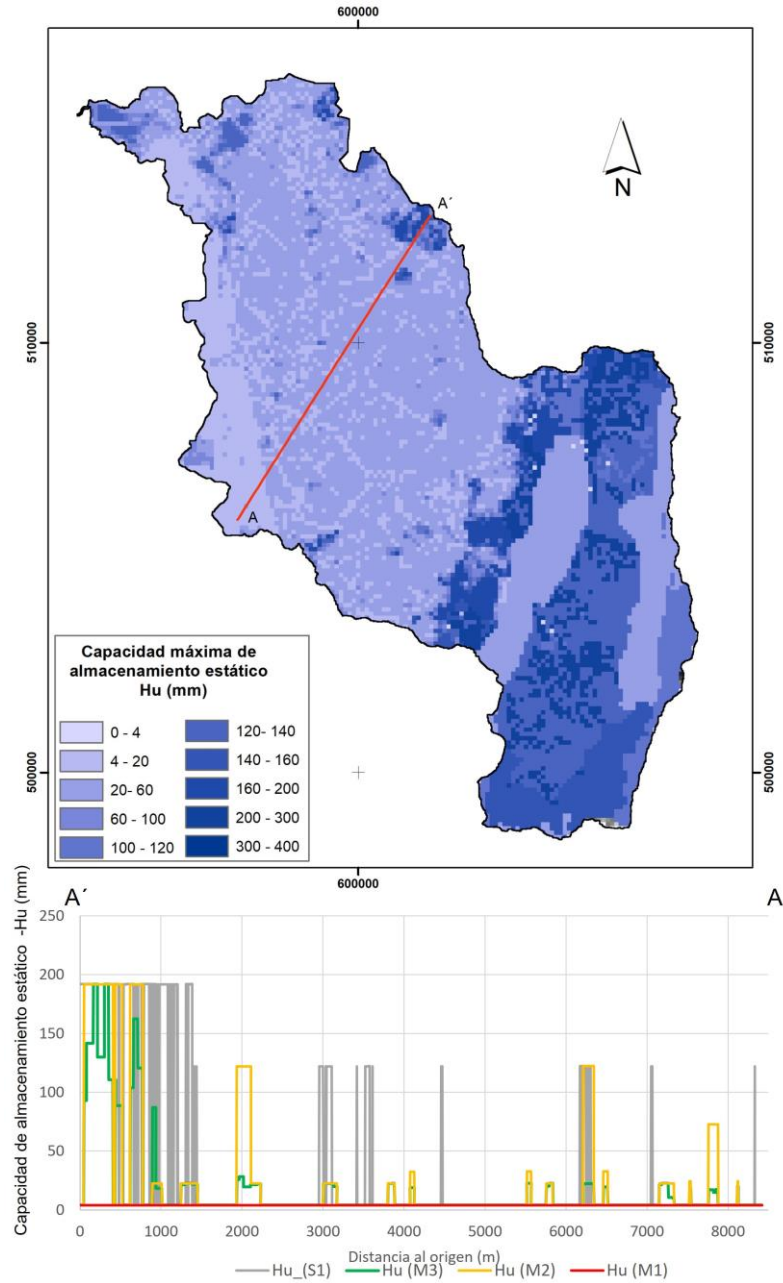 600000
510000
510000
N
A´
A
Capacidad máxima de
almacenamiento estático
Hu (mm)
0 - 4
4 - 20
20- 60
60 - 100
100 - 120
120- 140
140 - 160
160 - 200
200 - 300
300 - 400
500000
500000
600000
A´
A
Capacidad de almacenamiento estático -Hu (mm)
250
200
150
100
50
0
0 1000 2000 3000 4000 5000 6000 7000 8000
Distancia al origen (m)
Hu_(S1) Hu (M3) Hu (M2) Hu (M1)